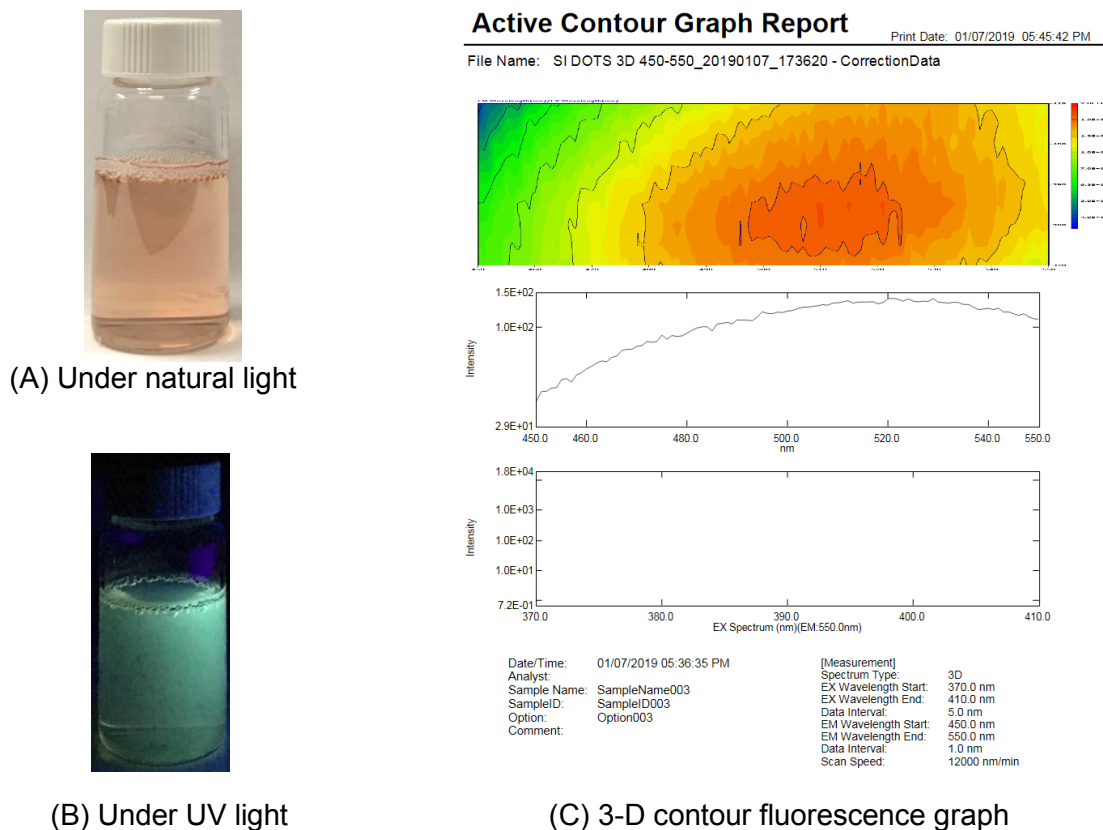 Active Contour Graph Report
Print Date: 01/07/2019 05:45:42 PM
File Name: SI DOTS 3D 450-550_20190107_173620 - CorrectionData
(A) Under natural light
1.5E+02
1.0E+02
Intensity
2.9E+01
450.0 460.0 480.0 500.0 520.0 540.0 550.0
nm
1.8E+04
1.0E+03
Intensity
1.0E+02
1.0E+01
7.2E-01
370.0 380.0 390.0 400.0 410.0
EX Spectrum (nm)(EM:550.0nm)
Date/Time: 01/07/2019 05:36:35 PM
Analyst:
Sample Name: SampleName003
SampleID: SampleID003
Option: Option003
Comment:
[Measurement]
Spectrum Type: 3D
EX Wavelength Start: 370.0 nm
EX Wavelength End: 410.0 nm
Data Interval: 5.0 nm
EM Wavelength Start: 450.0 nm
EM Wavelength End: 550.0 nm
Data Interval: 1.0 nm
Scan Speed: 12000 nm/min
(B) Under UV light
(C) 3-D contour fluorescence graph